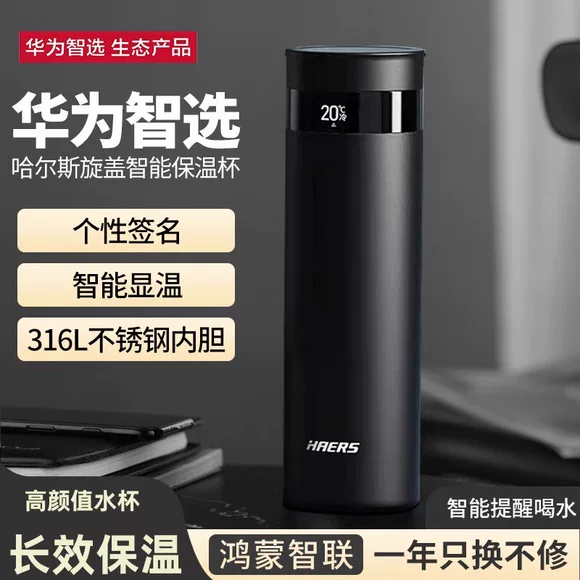 华为智选 生态产品
华为智选
哈尔斯旋盖智能保温杯
个性签名
智能显温
316L不锈钢内胆
20℃
冷
HAERS
高颜值水杯
智能提醒喝水
长效保温
鸿蒙智联
一年只换不修